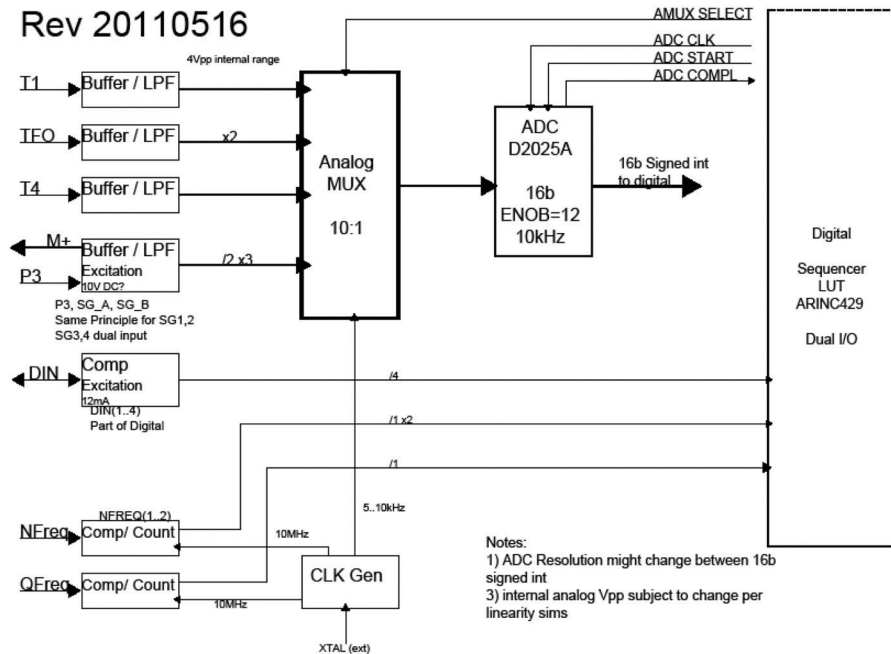 Rev 20110516
4Vpp internal range
AMUX SELECT
ADC CLK
ADC START
ADC COMPL
T1
Buffer / LPF
TFO
Buffer / LPF
x2
T4
Buffer / LPF
M+
P3
Buffer / LPF
Excitation
10V DC?
/2 x3
P3, SG_A, SG_B
Same Principle for SG1,2
SG3,4 dual input
Analog
MUX
10:1
ADC
D2025A
16b
ENOB=12
10kHz
16b Signed int
to digital
Digital
Sequencer
LUT
ARINC429
Dual I/O
DIN
Comp
Excitation
12mA
DIN(1..4)
Part of Digital
/4
/1 x2
/1
NFREQ(1..2)
NFreq
Comp/ Count
10MHz
5..10kHz
QFreq
Comp/ Count
10MHz
CLK Gen
XTAL (ext)
Notes:
1) ADC Resolution might change between 16b
signed int
3) internal analog Vpp subject to change per
linearity sims